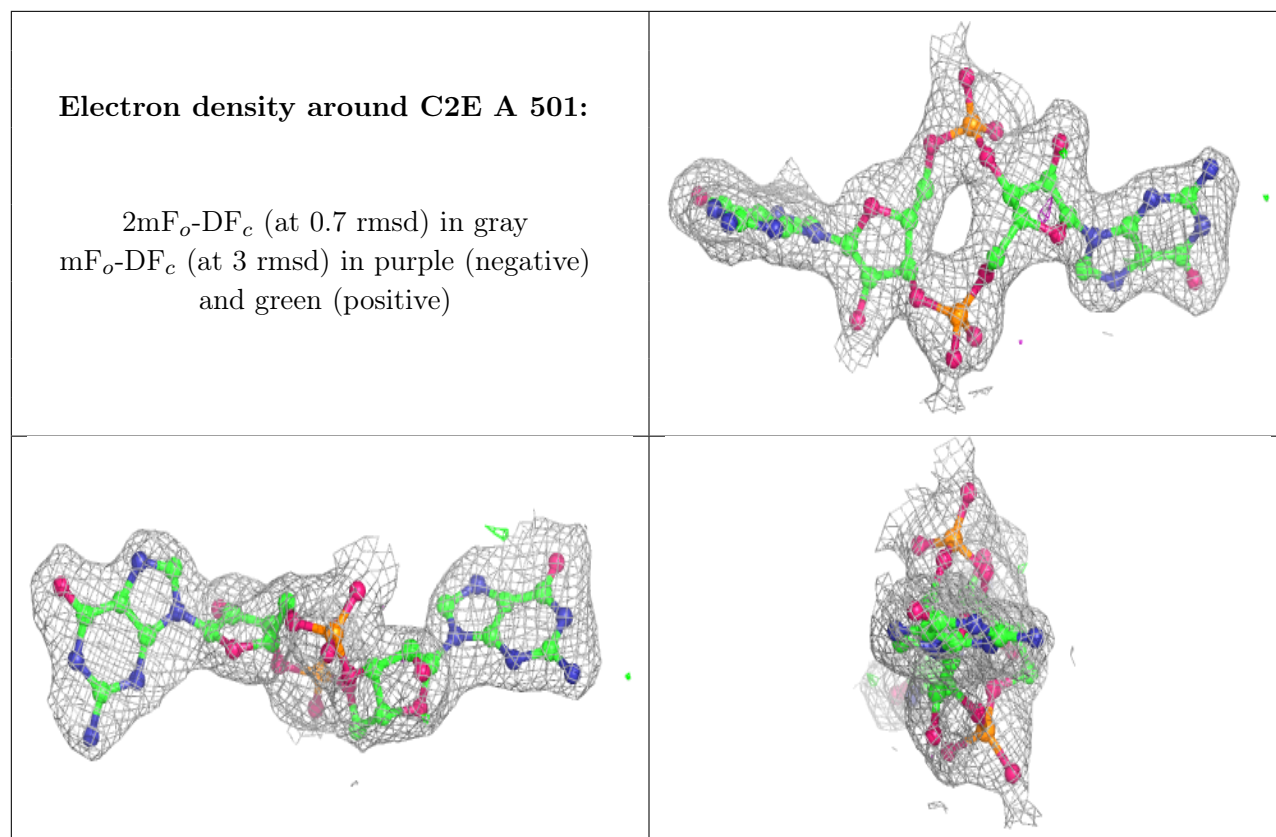 Electron density around C2E A 501:
2mFo-DFc (at 0.7 rmsd) in gray
mFo-DFc (at 3 rmsd) in purple (negative)
and green (positive)